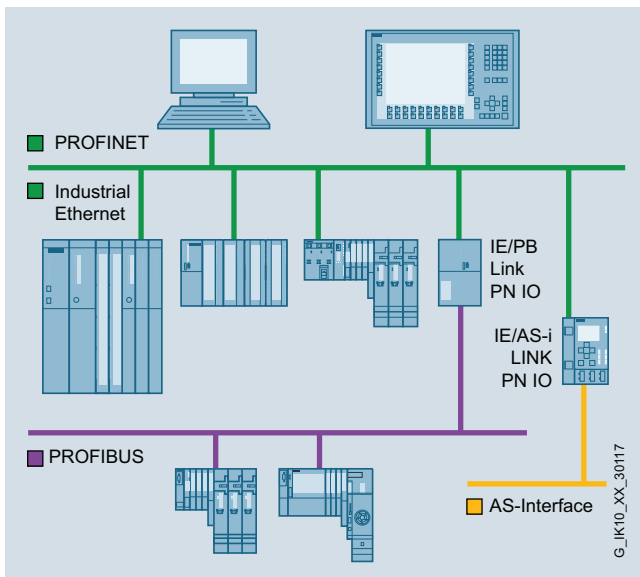 PROFINET
Industrial
Ethernet
IE/PB
Link
PN IO
IE/AS-i
LINK
PN IO
PROFIBUS
AS-Interface
G_IK10_XX_30117